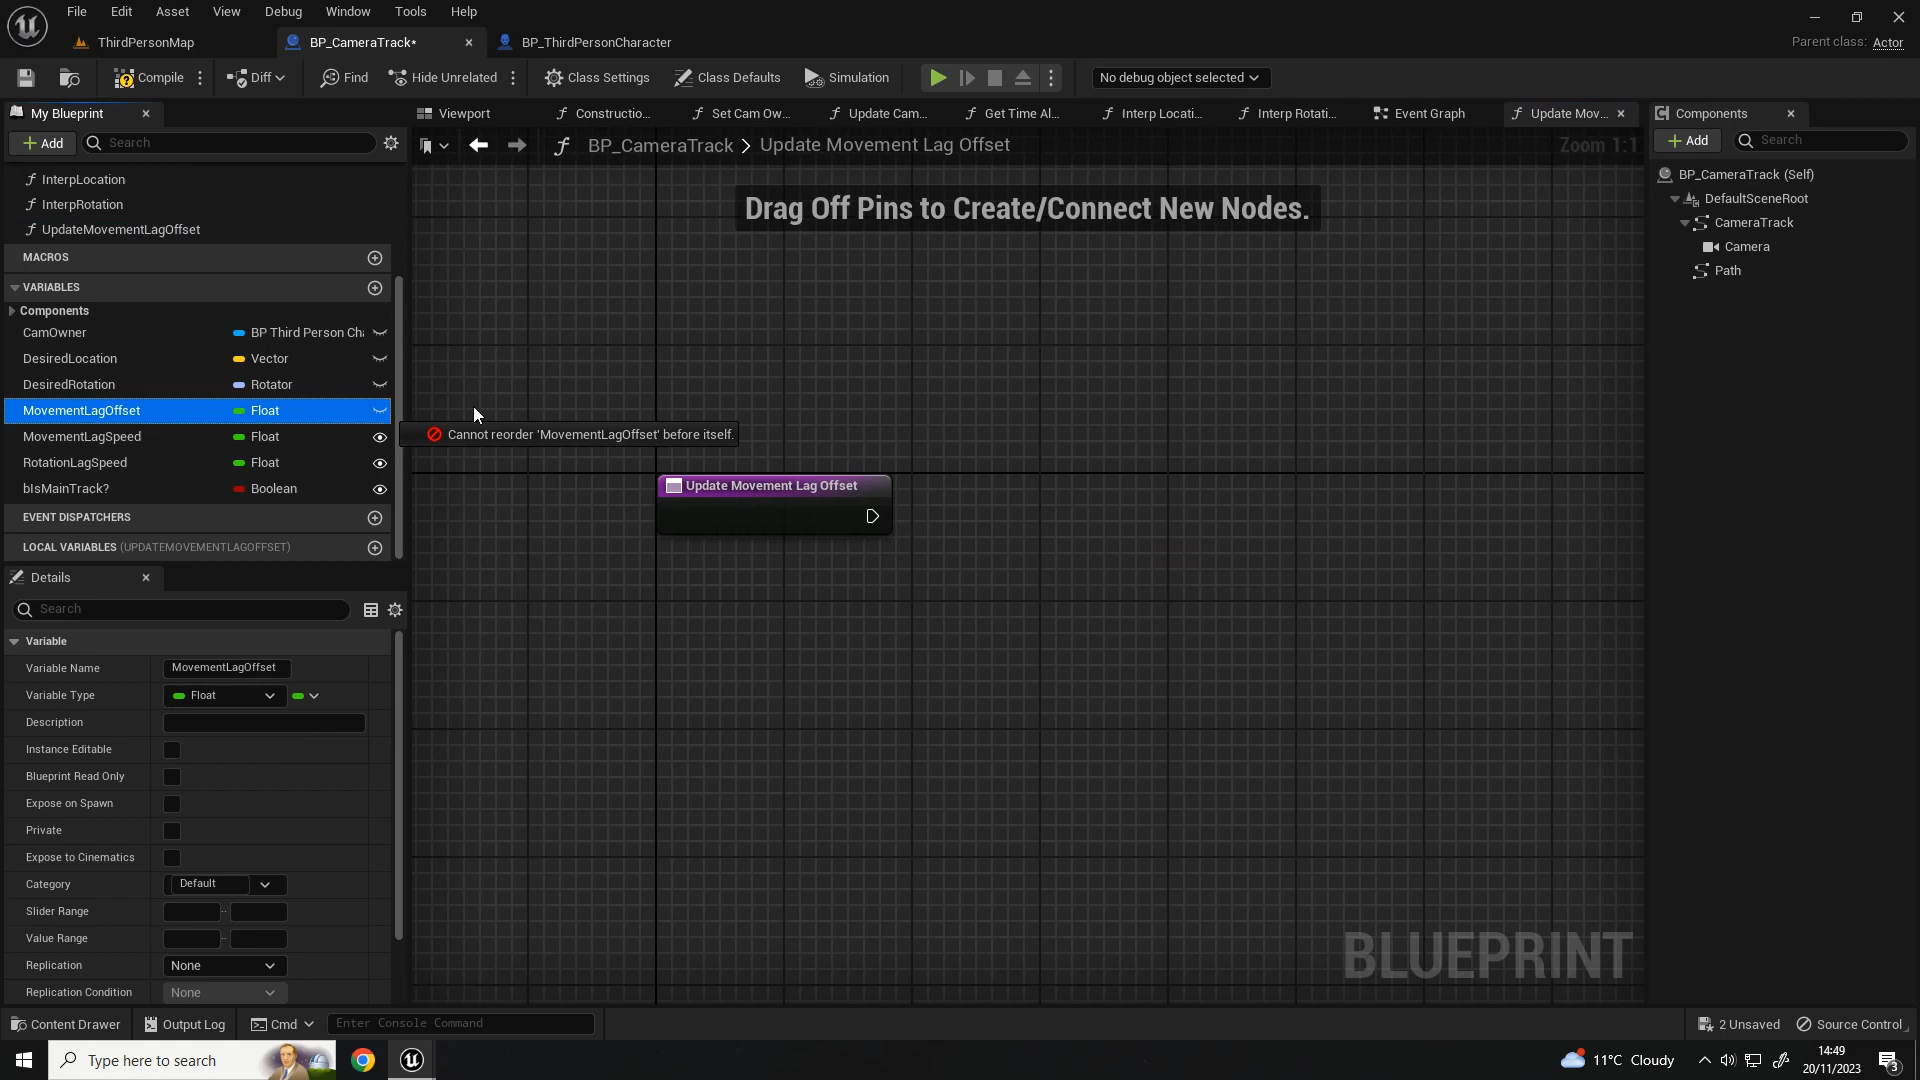 File Edit Asset View Debug Window Tools Help
ThirdPersonMap BP_CameraTrack* BP_ThirdPersonCharacter
Parent class: Actor
Compile Diff Find Hide Unrelated Class Settings Class Defaults Simulation No debug object selected
My Blueprint Viewport Constructio... Set Cam Ow... Update Cam... Get Time Al... Interp Locati... Interp Rotati... Event Graph Update Mov... Components
Add Search BP_CameraTrack Update Movement Lag Offset Zoom 1:1 Add Search
InterpLocation
InterpRotation
UpdateMovementLagOffset
MACROS
VARIABLES
Components
CamOwner BP Third Person Cha
DesiredLocation Vector
DesiredRotation Rotator
MovementLagOffset Float
MovementLagSpeed Float
RotationLagSpeed Float
bIsMainTrack? Boolean
EVENT DISPATCHERS
LOCAL VARIABLES (UPDATEMOVEMENTLAGOFFSET)
Drag Off Pins to Create/Connect New Nodes.
Cannot reorder 'MovementLagOffset' before itself.
Update Movement Lag Offset
BP_CameraTrack (Self)
DefaultSceneRoot
CameraTrack
Camera
Path
Details
Search
Variable
Variable Name MovementLagOffset
Variable Type Float
Description
Instance Editable
Blueprint Read Only
Expose on Spawn
Private
Expose to Cinematics
Category Default
Slider Range
Value Range
Replication None
Replication Condition None
BLUEPRINT
Content Drawer Output Log Cmd Enter Console Command 2 Unsaved Source Control
Type here to search 11°C Cloudy 14:49
20/11/2023 3